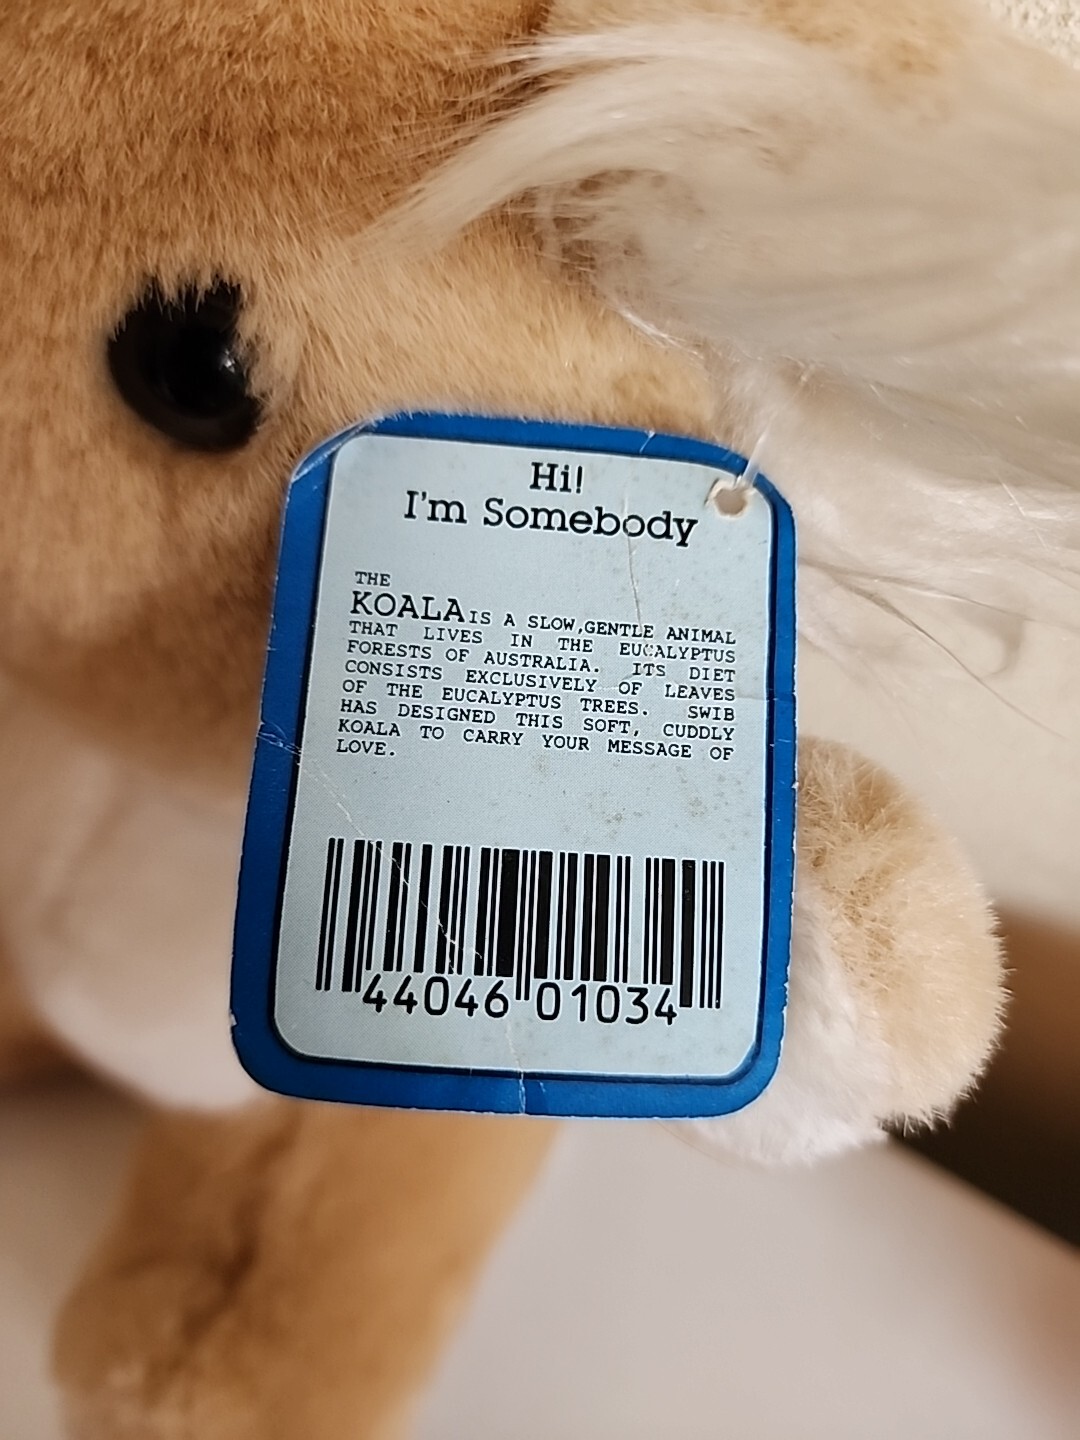 Hi!
I'm Somebody
THE
KOALA IS A SLOW,GENTLE ANIMAL
THAT LIVES IN THE EUCALYPTUS
FORESTS OF AUSTRALIA. ITS DIET
CONSISTS EXCLUSIVELY OF LEAVES
OF THE EUCALYPTUS TREES. SWIB
HAS DESIGNED THIS SOFT, CUDDLY
KOALA TO CARRY YOUR MESSAGE OF
LOVE.
44046 01034